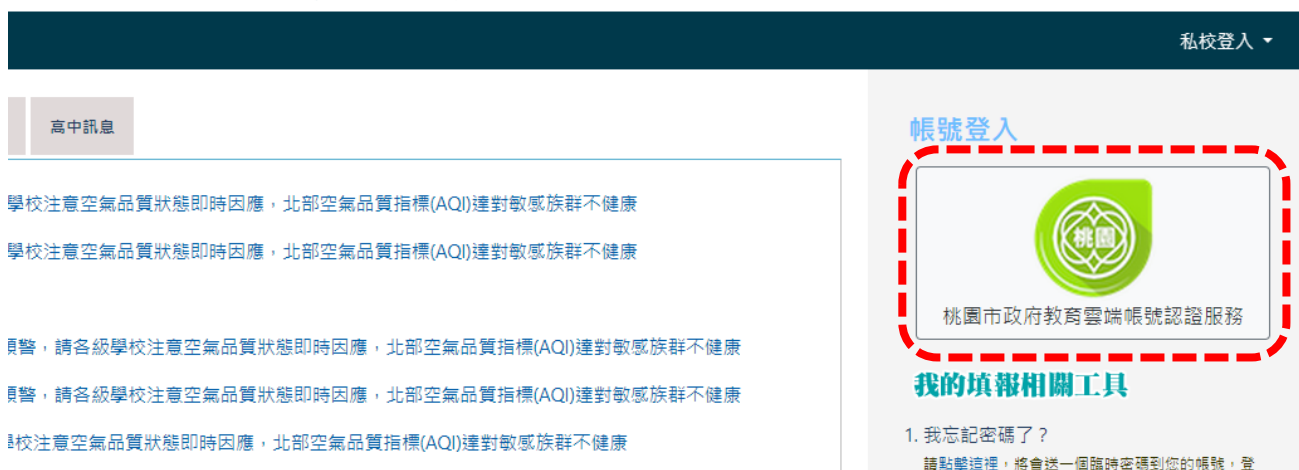 私校登入
高中訊息
學校注意空氣品質狀態即時因應，北部空氣品質指標(AQI)達對敏感族群不健康
學校注意空氣品質狀態即時因應，北部空氣品質指標(AQI)達對敏感族群不健康
預警，請各級學校注意空氣品質狀態即時因應，北部空氣品質指標(AQI)達對敏感族群不健康
預警，請各級學校注意空氣品質狀態即時因應，北部空氣品質指標(AQI)達對敏感族群不健康
學校注意空氣品質狀態即時因應，北部空氣品質指標(AQI)達對敏感族群不健康
帳號登入
桃園
桃園市政府教育雲端帳號認證服務
我的填報相關工具
1. 我忘記密碼了？
請點擊這裡，將會送一個臨時密碼到您的帳號，登